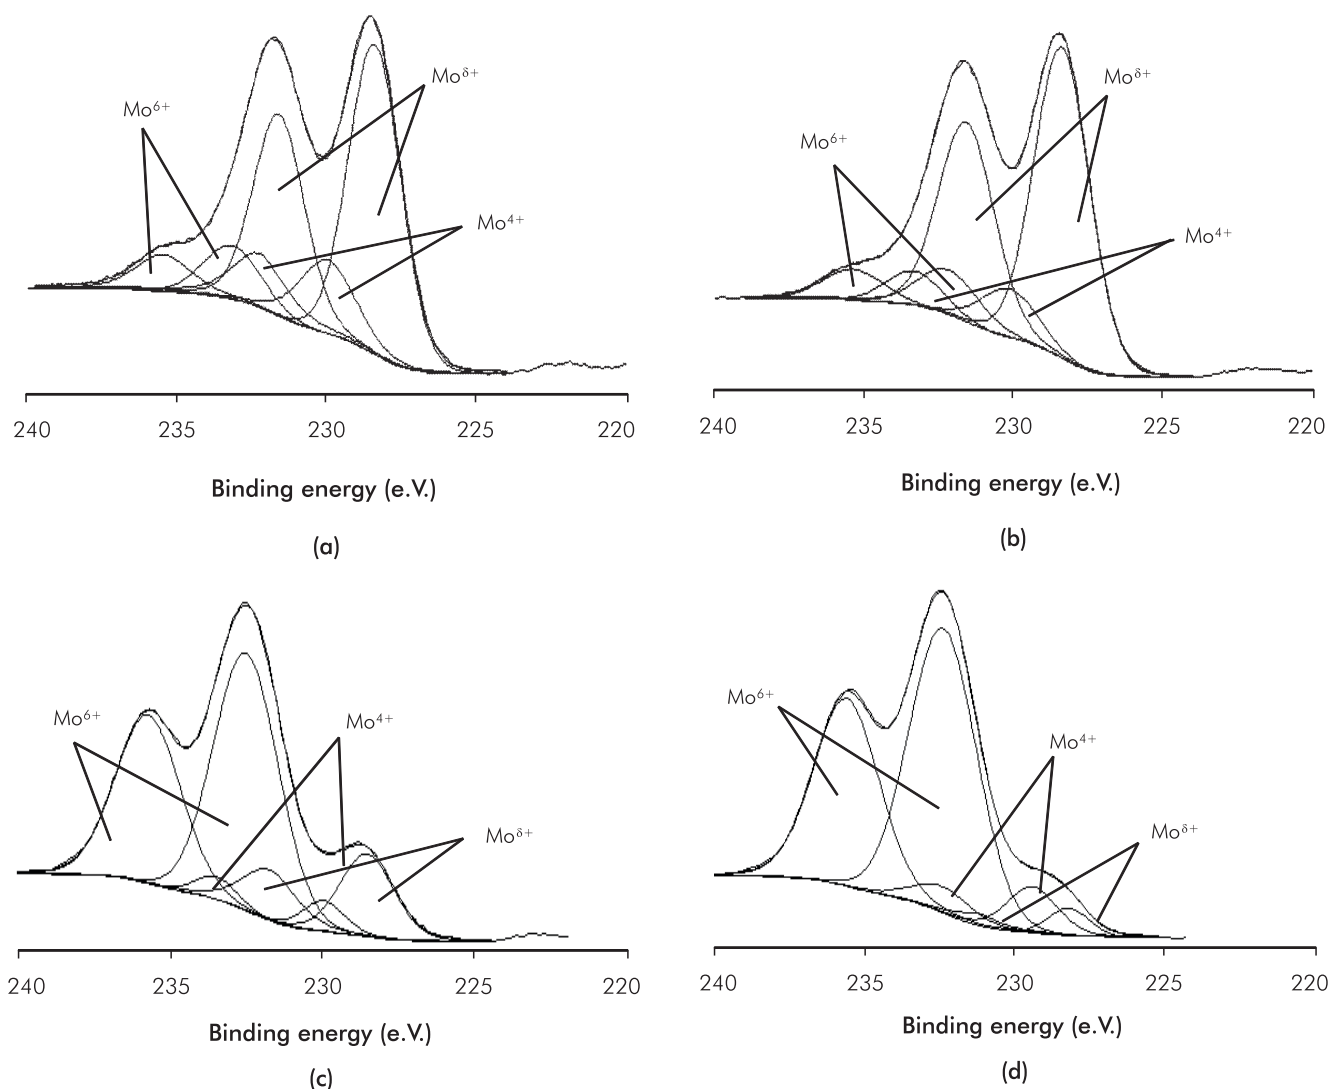 Mo⁶⁺
Moᵟ⁺
Mo⁴⁺
240 235 230 225 220
Binding energy (e.V.)
(a)
Moᵟ⁺
Mo⁶⁺
Mo⁴⁺
240 235 230 225 220
Binding energy (e.V.)
(b)
Mo⁶⁺
Mo⁴⁺
Moᵟ⁺
240 235 230 225 220
Binding energy (e.V.)
(c)
Mo⁶⁺
Mo⁴⁺
Moᵟ⁺
240 235 230 225 220
Binding energy (e.V.)
(d)